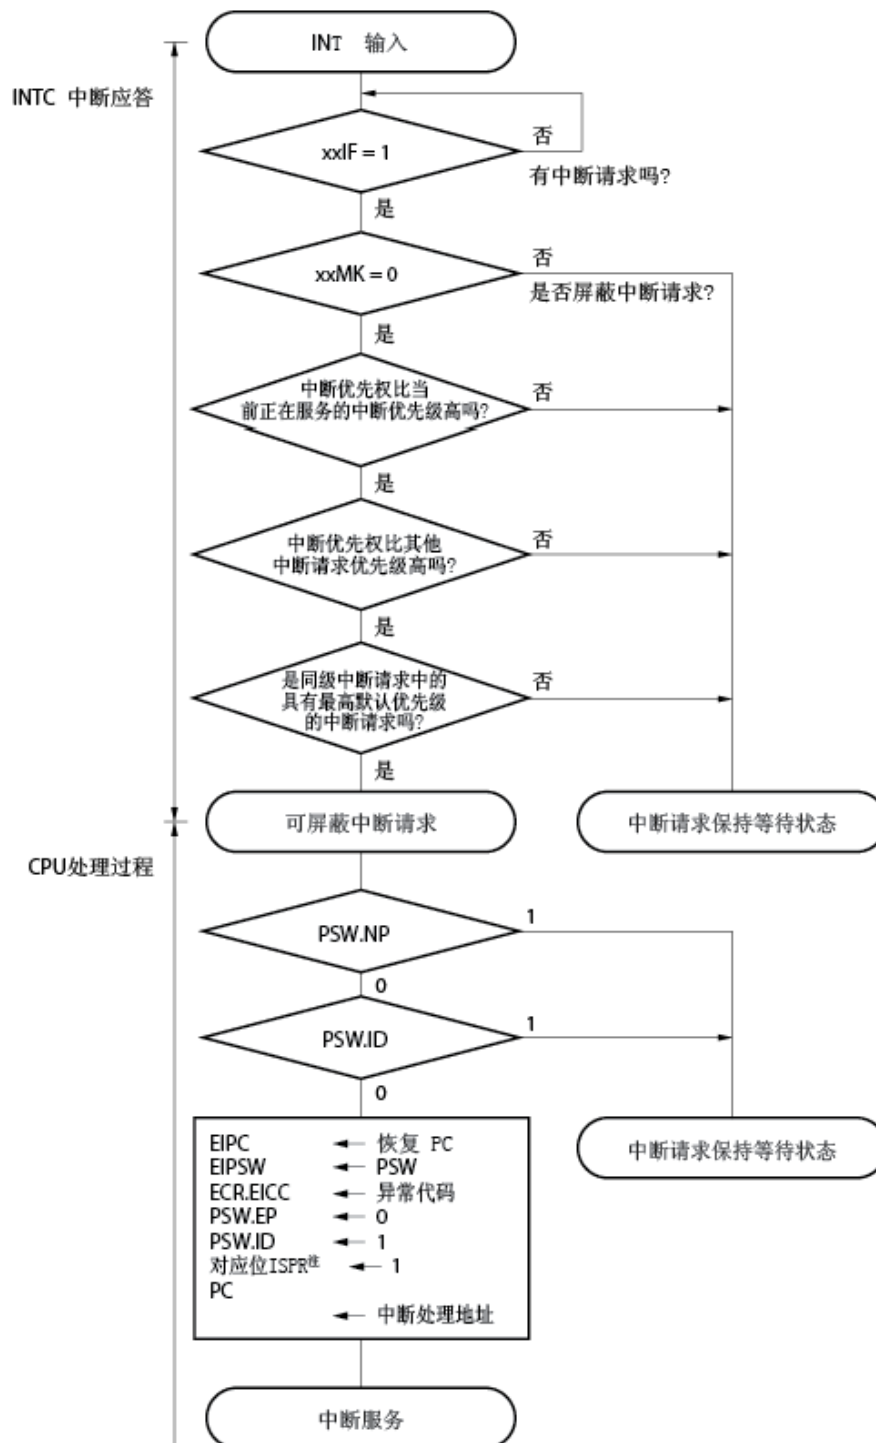 INT 输入
INTC 中断应答
xxIF = 1
否
有中断请求吗?
是
xxMK = 0
否
是否屏蔽中断请求?
是
中断优先权比当
前正在服务的中断优先级高吗?
否
是
中断优先权比其他
中断请求优先级高吗?
否
是
是同级中断请求中的
具有最高默认优先级
的中断请求吗?
否
是
可屏蔽中断请求
中断请求保持等待状态
CPU处理过程
PSW.NP
1
0
PSW.ID
1
0
EIPC ← 恢复 PC
EIPSW ← PSW
ECR.EICC ← 异常代码
PSW.EP ← 0
PSW.ID ← 1
对应位ISPR注 ← 1
PC
← 中断处理地址
中断请求保持等待状态
中断服务